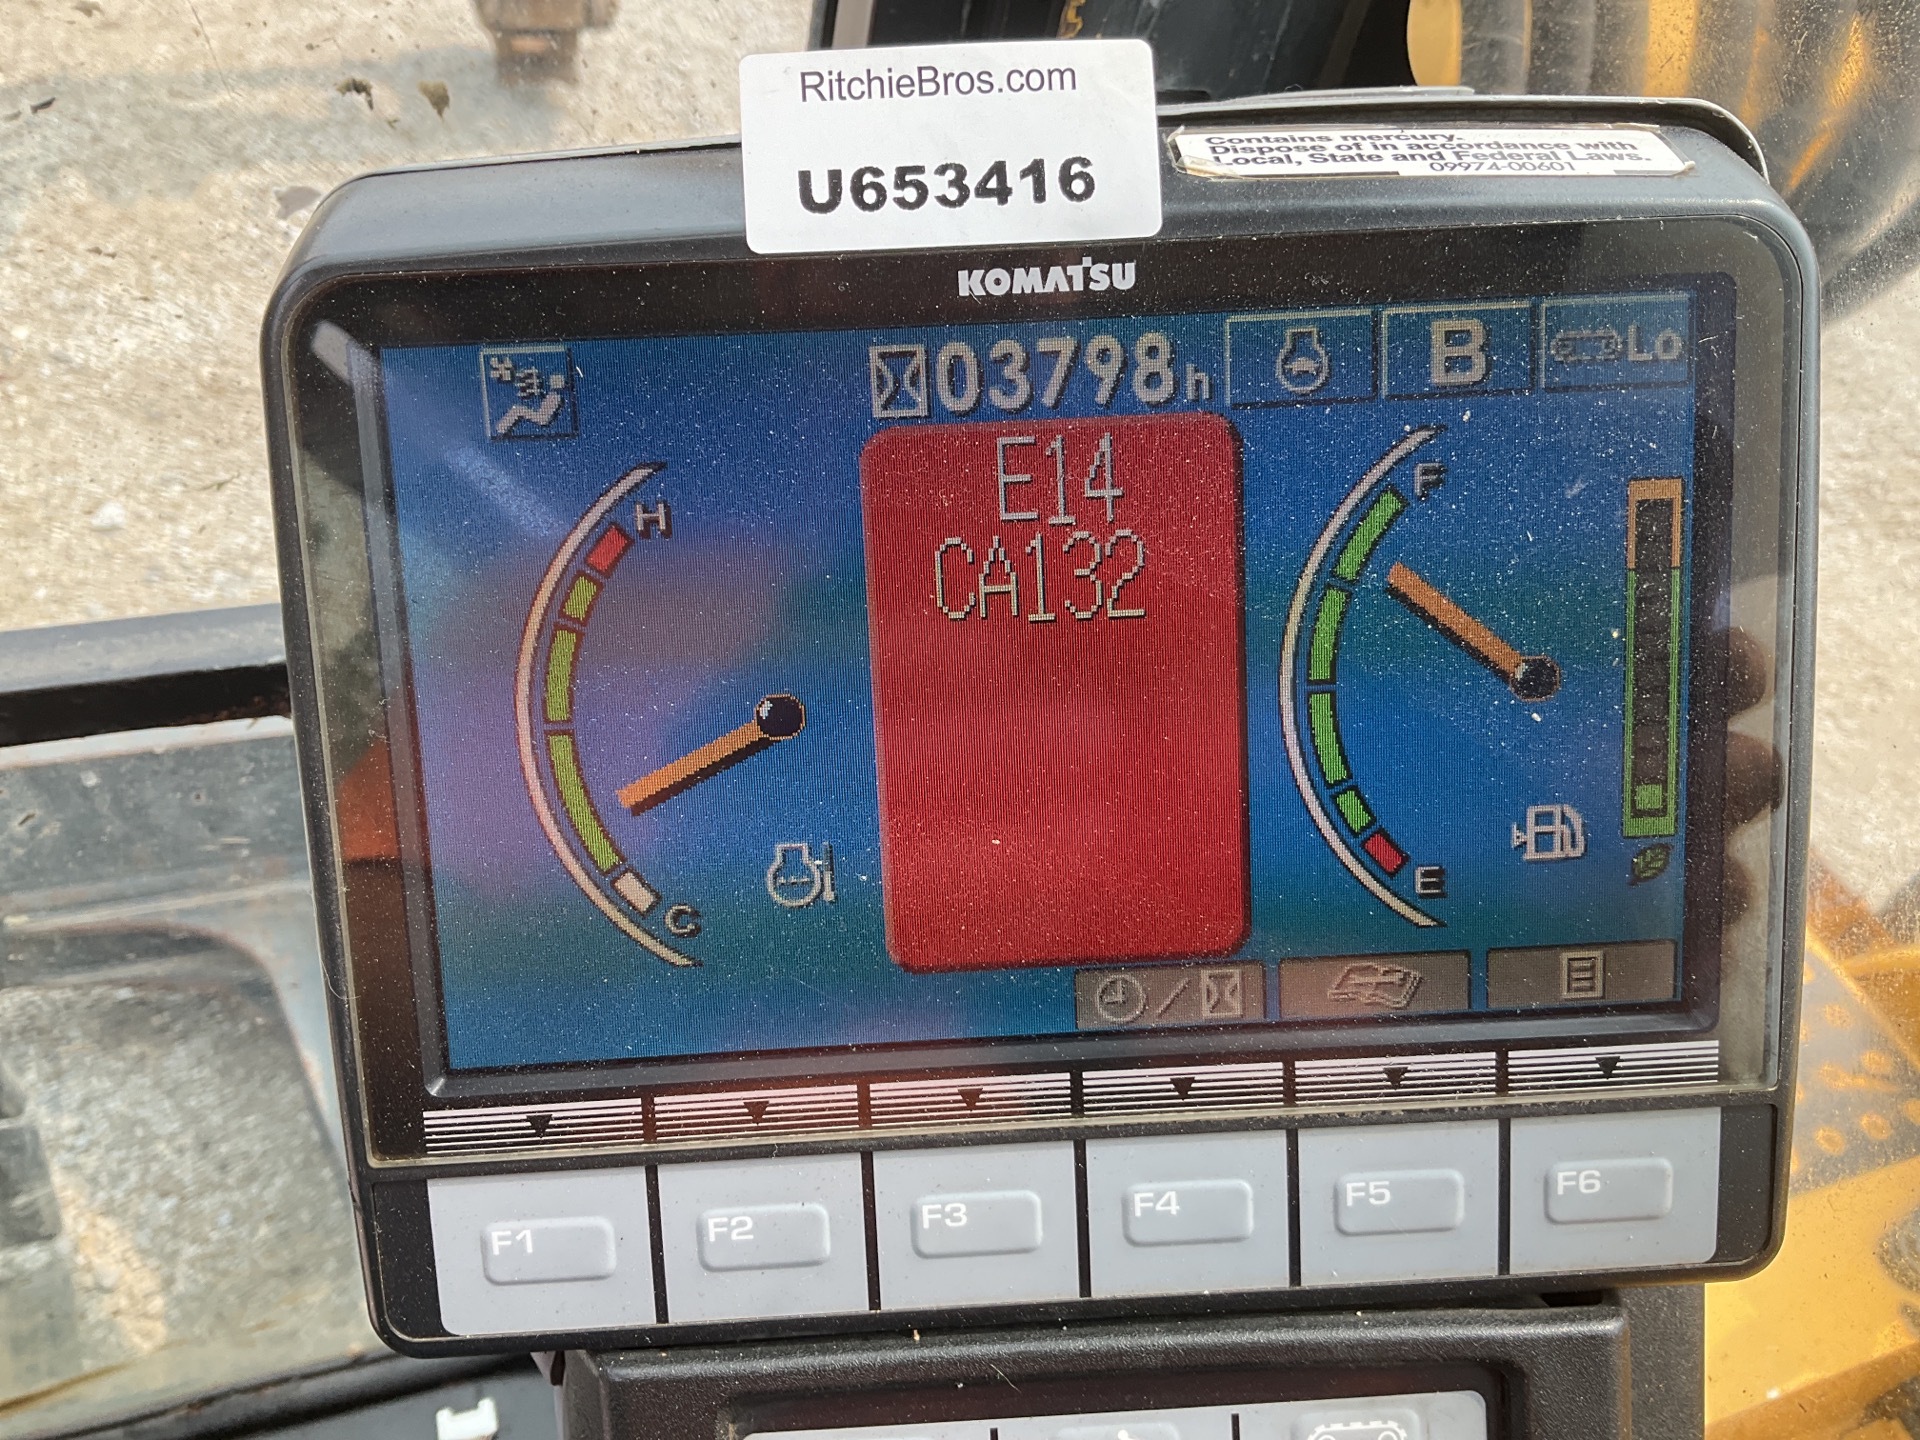 RitchieBros.com
U653416
Contains mercury.
Dispose of in accordance with
Local, State and Federal Laws.
09974-00601
KOMATSU
03798h
B
Lo
E14
CA132
H
C
F
E
F1
F2
F3
F4
F5
F6